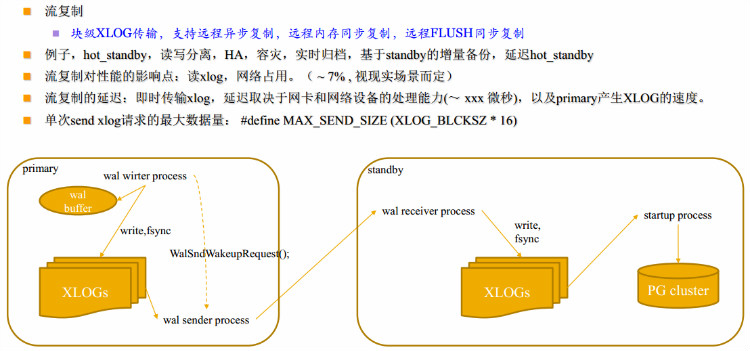 流复制
块级XLOG传输，支持远程异步复制，远程内存同步复制，远程FLUSH同步复制
例子，hot_standby，读写分离，HA，容灾，实时归档，基于standby的增量备份，延迟hot_standby
流复制对性能的影响点：读xlog，网络占用。（ ~ 7% , 视现实场景而定）
流复制的延迟：即时传输xlog，延迟取决于网卡和网络设备的处理能力(～ xxx 微秒)，以及primary产生XLOG的速度。
单次send xlog请求的最大数据量： #define MAX_SEND_SIZE (XLOG_BLCKSZ * 16)
primary
wal wirter process
wal
buffer
write,fsync
WalSndWakeupRequest();
XLOGs
wal sender process
standby
wal receiver process
write,
fsync
startup process
XLOGs
PG cluster